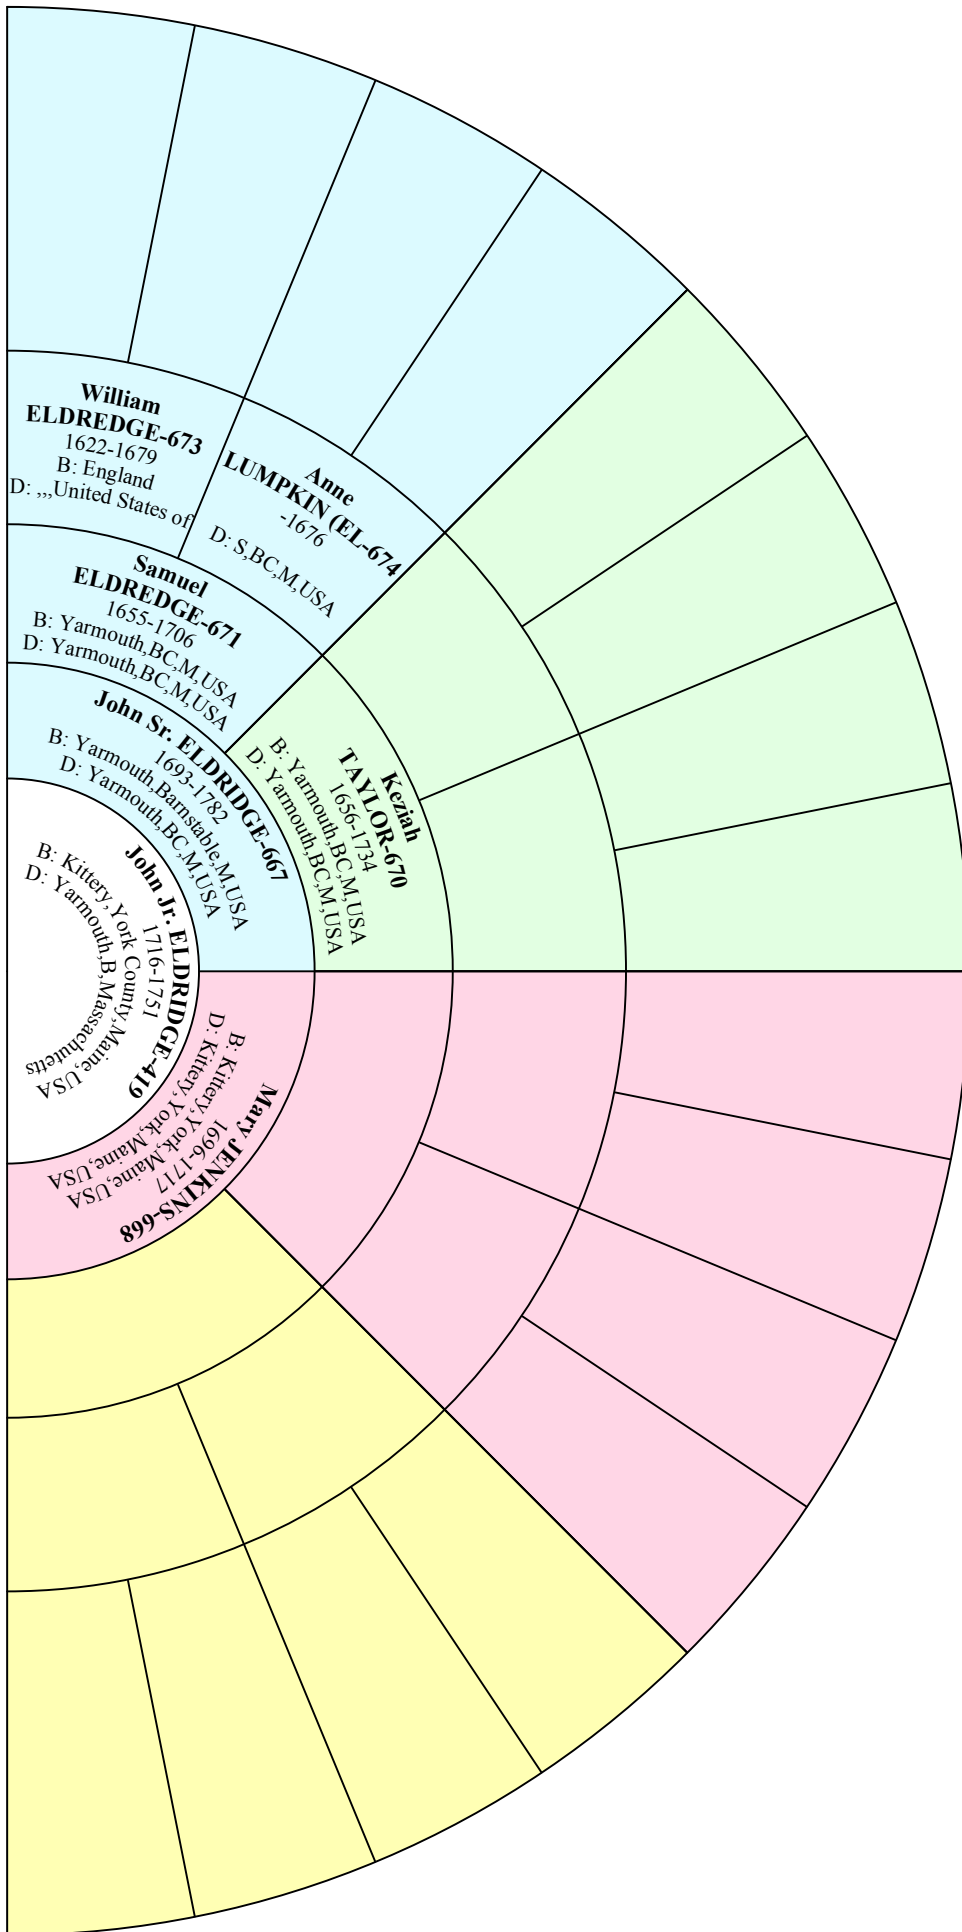 William
ELDREDGE-673
1622-1679
B: England
D: ,,,United States of
Anne
LUMPKIN (EL-674
-1676
D: S,BC,M,USA
Samuel
ELDREDGE-671
1655-1706
B: Yarmouth,BC,M,USA
D: Yarmouth,BC,M,USA
Keziah
TAYLOR-670
1656-1734
B: Yarmouth,BC,M,USA
D: Yarmouth,BC,M,USA
John Sr. ELDRIDGE-667
1693-1782
B: Yarmouth,Barnstable,M,USA
D: Yarmouth,BC,M,USA
John Jr. ELDRIDGE-419
1716-1751
B: Kittery,York County,Maine,USA
D: Yarmouth,B,Massachutetts
Mary JENKINS-668
1696-1717
B: Kittery,York,Maine,USA
D: Kittery,York,Maine,USA